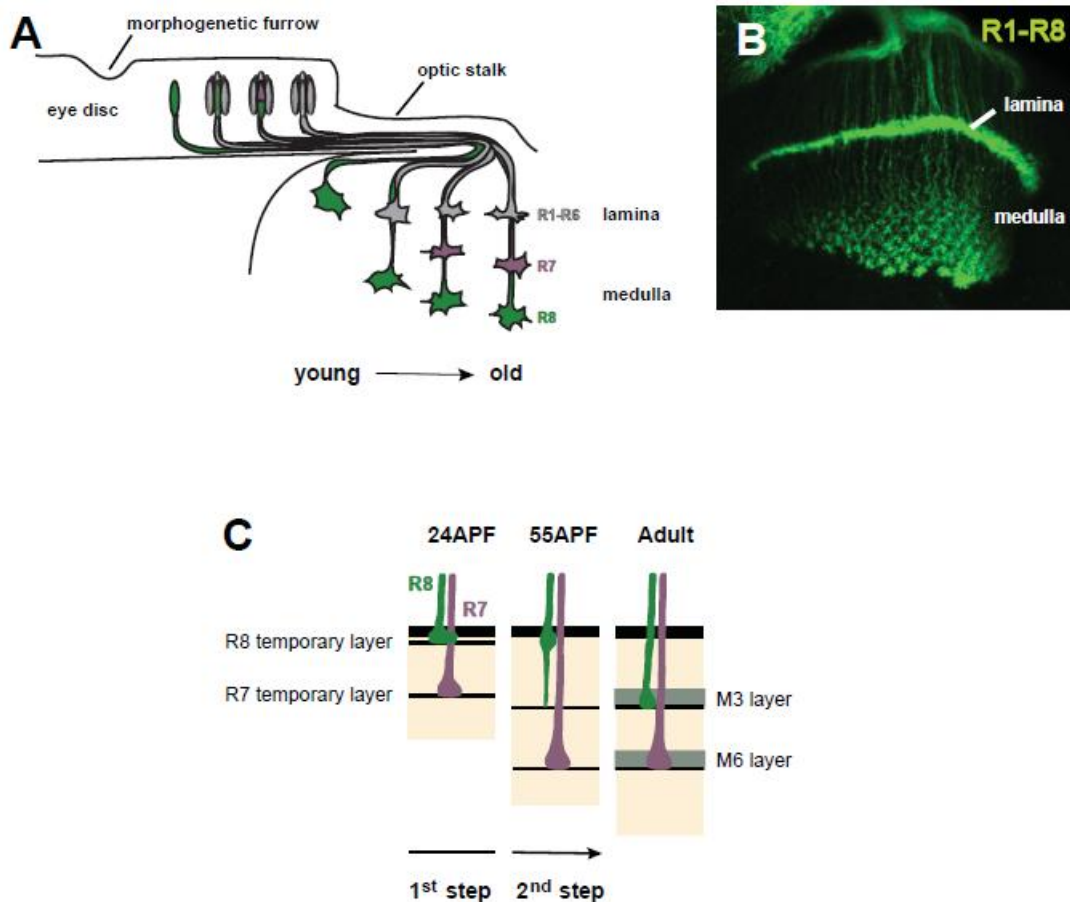 A
morphogenetic furrow
eye disc
optic stalk
R1-R6
lamina
R7
medulla
R8
young
old
B
R1-R8
lamina
medulla
C
24APF
55APF
Adult
R8
R7
R8 temporary layer
R7 temporary layer
M3 layer
M6 layer
1st step
2nd step